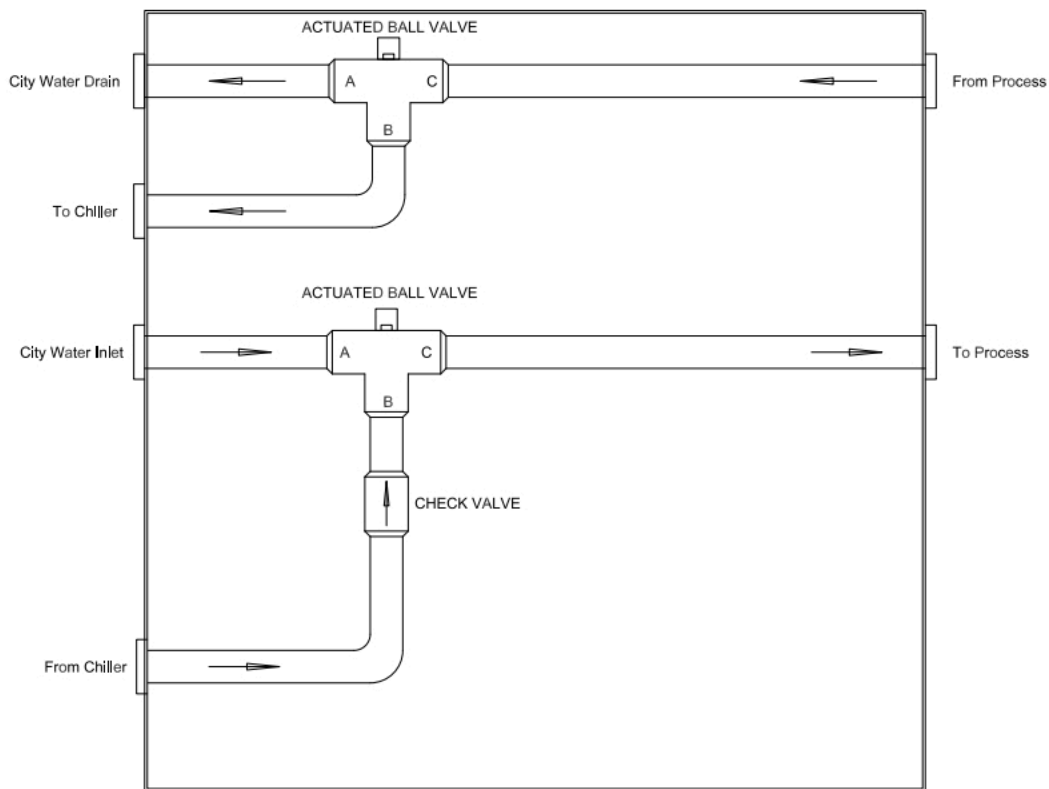 ACTUATED BALL VALVE
City Water Drain
A
C
From Process
B
To Chiller
ACTUATED BALL VALVE
City Water Inlet
A
C
To Process
B
CHECK VALVE
From Chiller